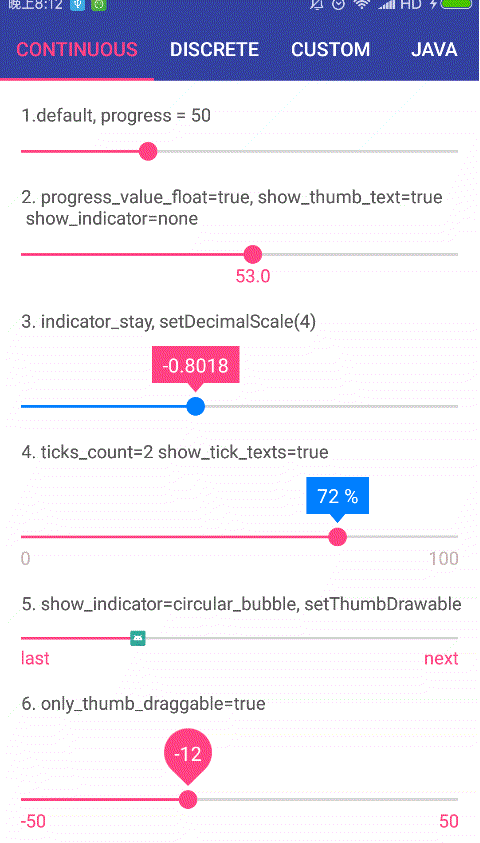 晚上8:12 HD
CONTINUOUS DISCRETE CUSTOM JAVA
1.default, progress = 50
2. progress_value_float=true, show_thumb_text=true
show_indicator=none
53.0
3. indicator_stay, setDecimalScale(4)
-0.8018
4. ticks_count=2 show_tick_texts=true
72 %
0 100
5. show_indicator=circular_bubble, setThumbDrawable
last next
6. only_thumb_draggable=true
-12
-50 50